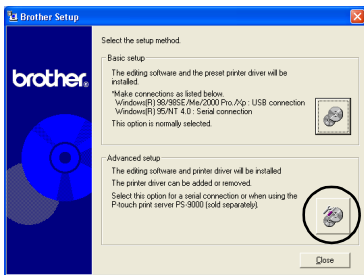 Brother Setup
Select the setup method.
Basic setup
The editing software and the preset printer driver will be
installed.
*Make connections as listed below.
Windows(R) 98/98SE/Me/2000 Pro./Xp : USB connection
Windows(R) 95/NT 4.0 : Serial connection
This option is normally selected.
brother.
Advanced setup
The editing software and printer driver will be installed
The printer driver can be added or removed.
Select this option for a serial connection or when using the
P-touch print server PS-9000 (sold separately).
Close